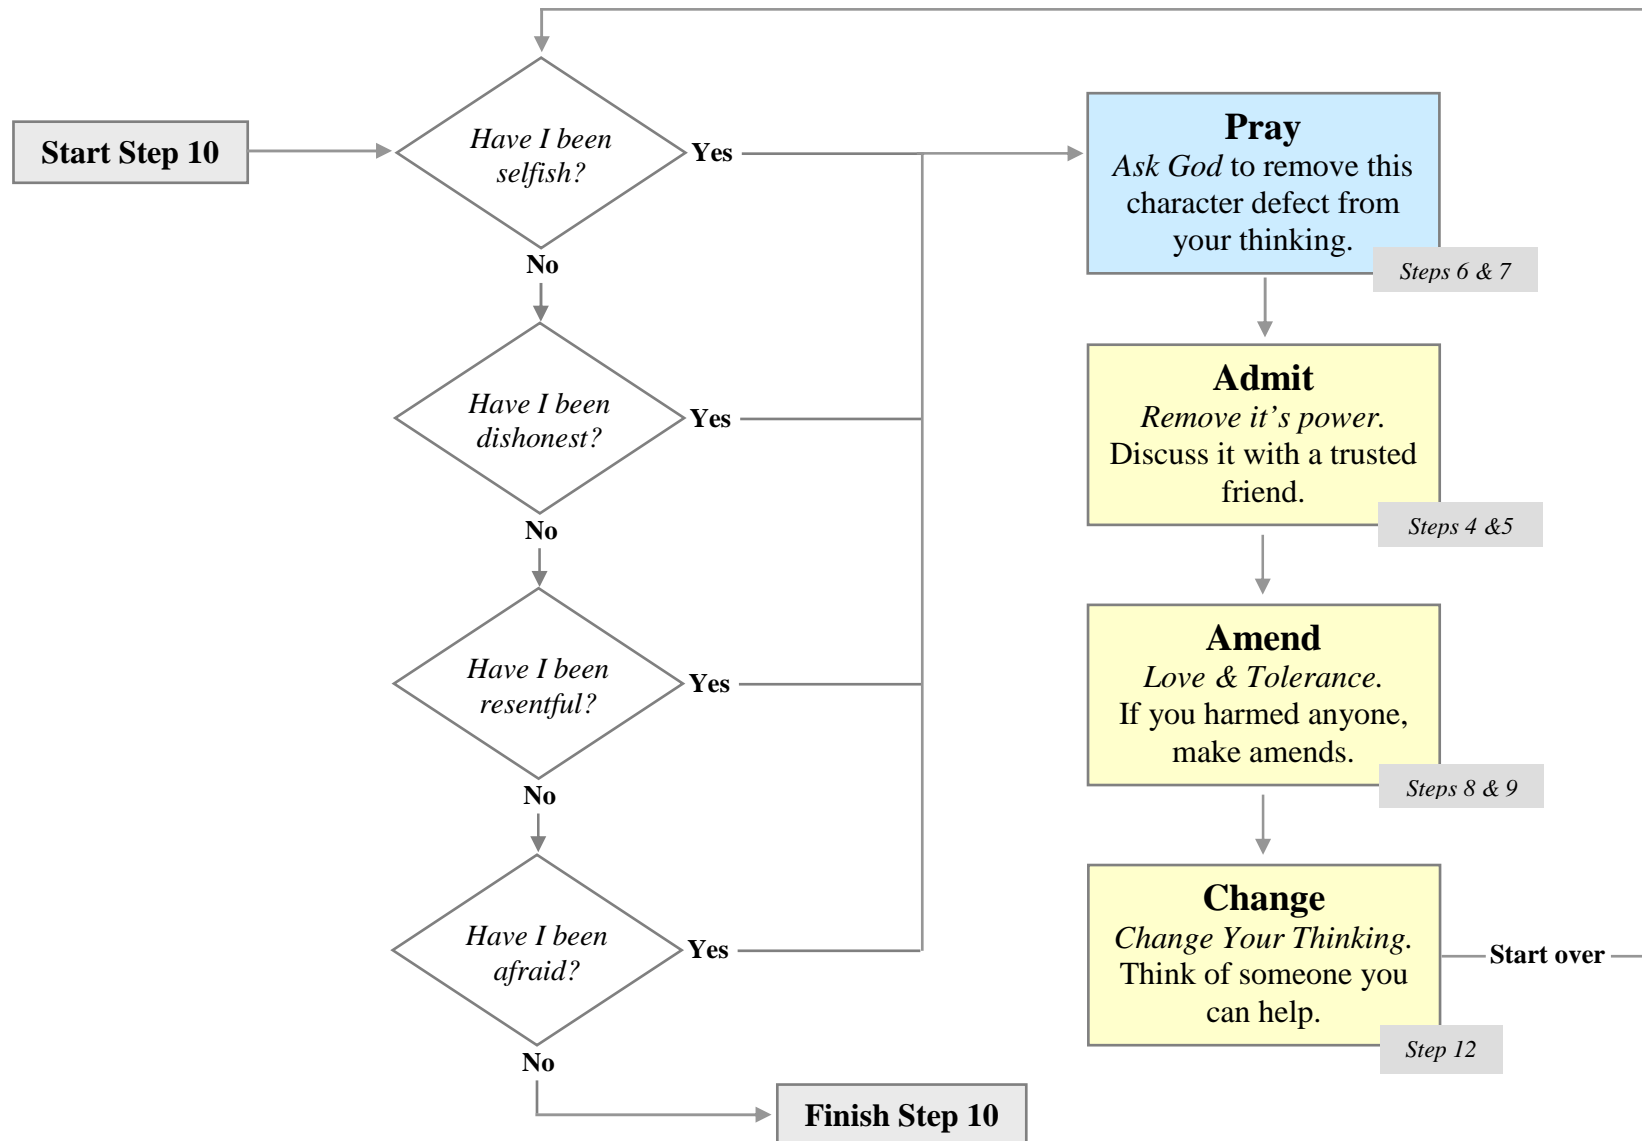 Start Step 10
Have I been
selfish?
Yes
No
Have I been
dishonest?
Yes
No
Have I been
resentful?
Yes
No
Have I been
afraid?
Yes
No
Finish Step 10
Pray
Ask God to remove this
character defect from
your thinking.
Steps 6 & 7
Admit
Remove it’s power.
Discuss it with a trusted
friend.
Steps 4 &5
Amend
Love & Tolerance.
If you harmed anyone,
make amends.
Steps 8 & 9
Change
Change Your Thinking.
Think of someone you
can help.
Step 12
Start over